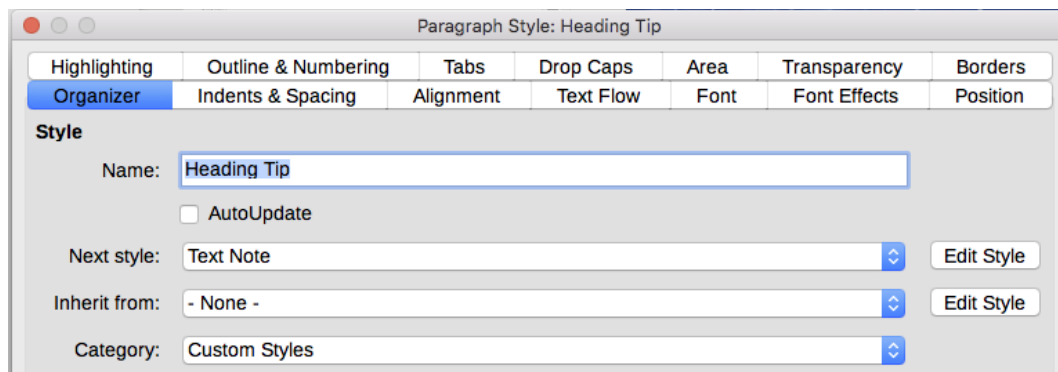 Paragraph Style: Heading Tip
Highlighting Outline & Numbering Tabs Drop Caps Area Transparency Borders
Organizer Indents & Spacing Alignment Text Flow Font Font Effects Position
Style
Name: Heading Tip
AutoUpdate
Next style: Text Note Edit Style
Inherit from: - None - Edit Style
Category: Custom Styles